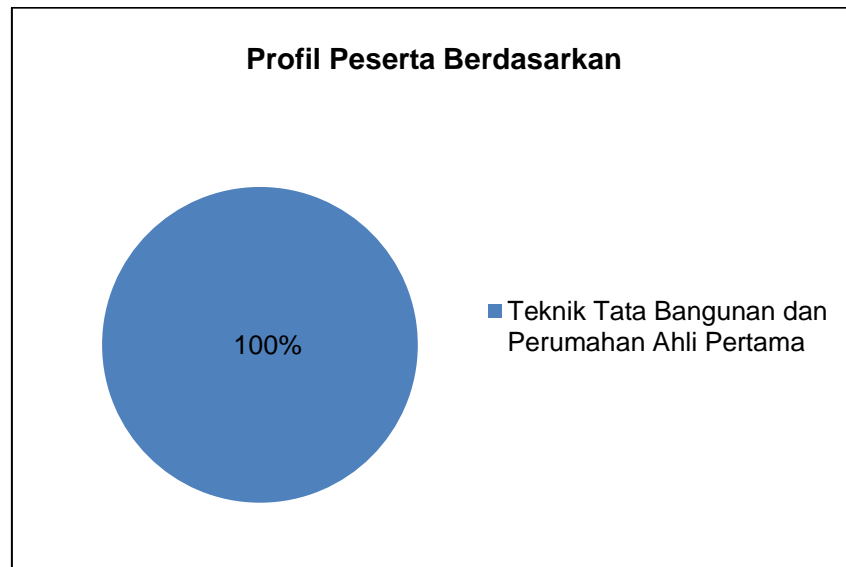 Profil Peserta Berdasarkan
100%
Teknik Tata Bangunan dan
Perumahan Ahli Pertama